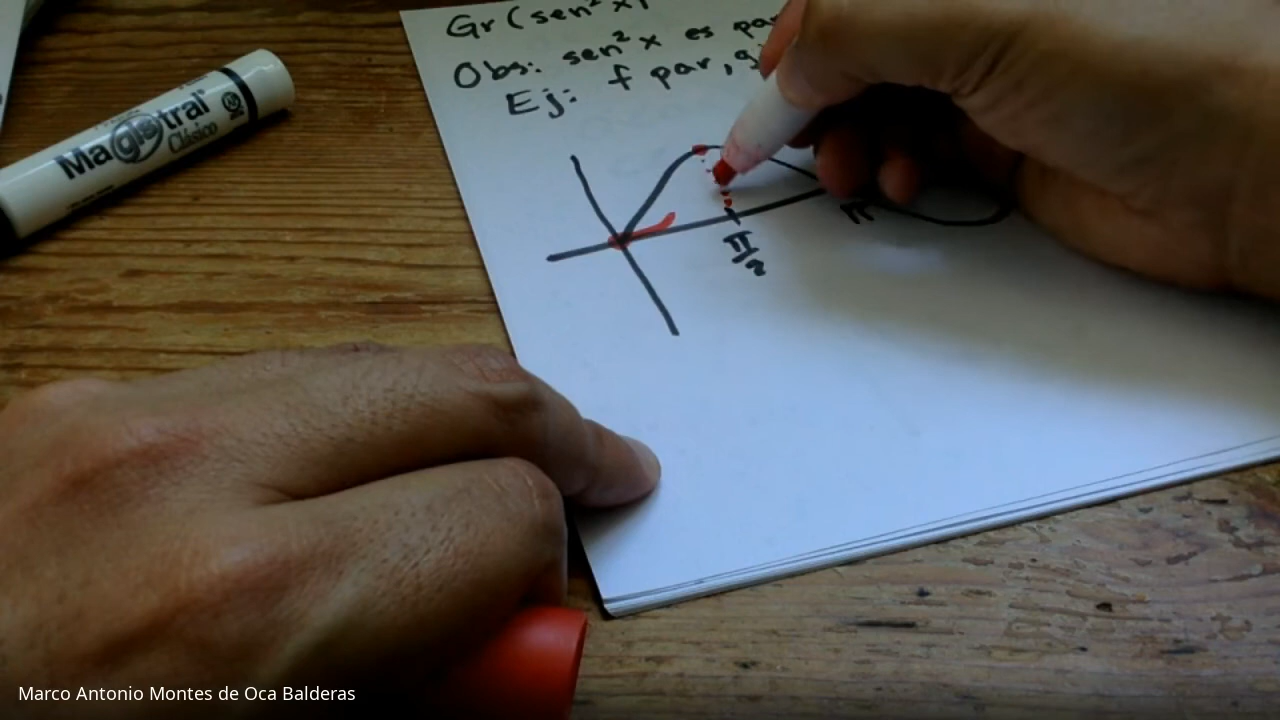 Gr(sen²x)
Obs: sen²x es par
Ej: f par, g
π
π/2
Magistral
Clásico
Marco Antonio Montes de Oca Balderas